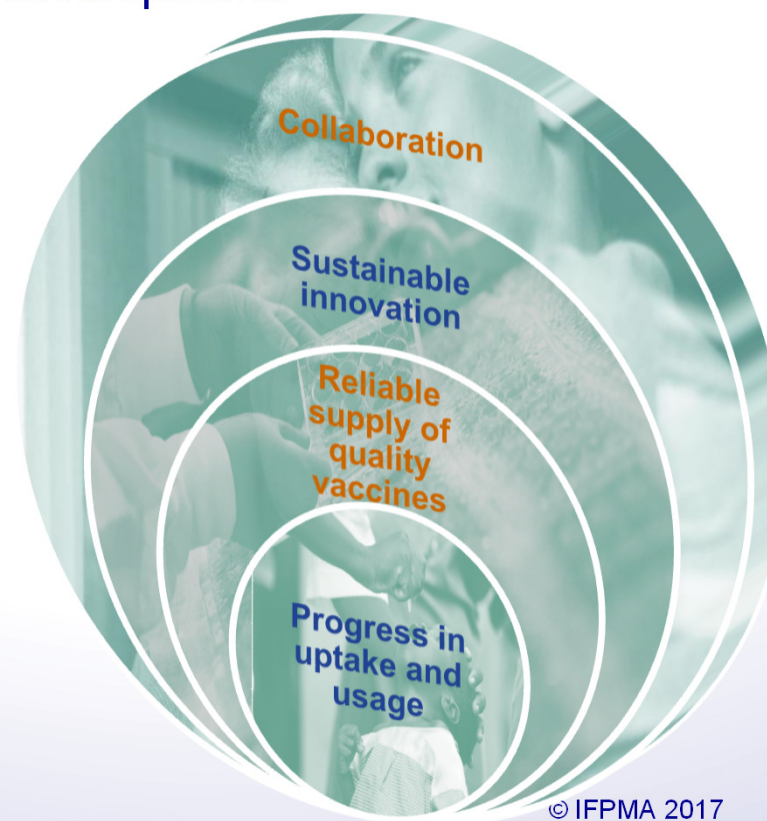 Collaboration
Sustainable
innovation
Reliable
supply of
quality
vaccines
Progress in
uptake and
usage
© IFPMA 2017